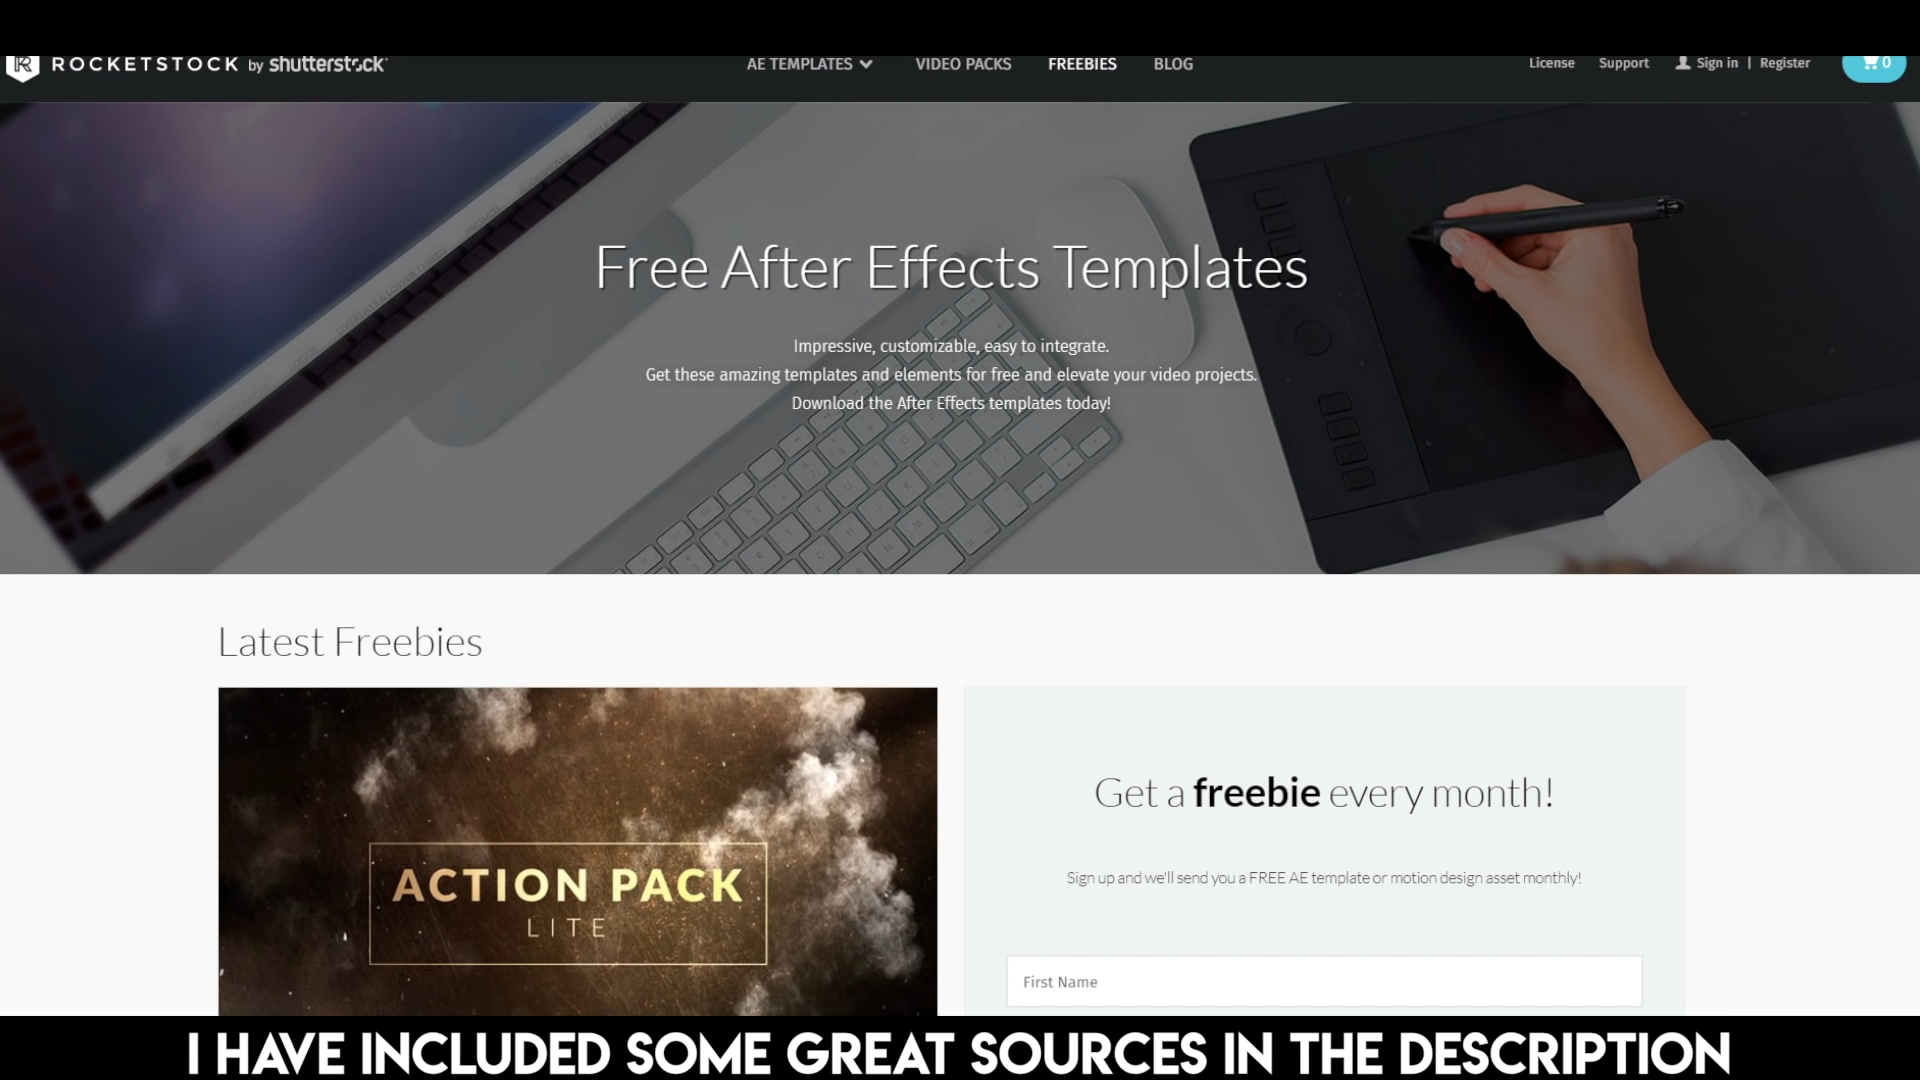 ROCKETSTOCK by shutterstock
AE TEMPLATES
VIDEO PACKS
FREEBIES
BLOG
License
Support
Sign in | Register
0
Free After Effects Templates
Impressive, customizable, easy to integrate.
Get these amazing templates and elements for free and elevate your video projects.
Download the After Effects templates today!
Latest Freebies
ACTION PACK
LITE
Get a freebie every month!
Sign up and we'll send you a FREE AE template or motion design asset monthly!
First Name
I HAVE INCLUDED SOME GREAT SOURCES IN THE DESCRIPTION